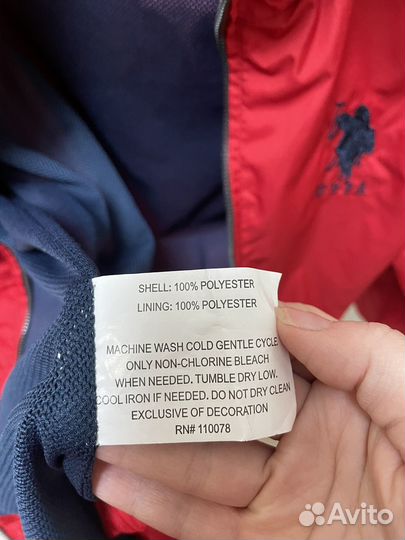 USPA
SHELL: 100% POLYESTER
LINING: 100% POLYESTER
MACHINE WASH COLD GENTLE CYCLE
ONLY NON-CHLORINE BLEACH
WHEN NEEDED. TUMBLE DRY LOW.
COOL IRON IF NEEDED. DO NOT DRY CLEAN
EXCLUSIVE OF DECORATION
RN# 110078
Avito